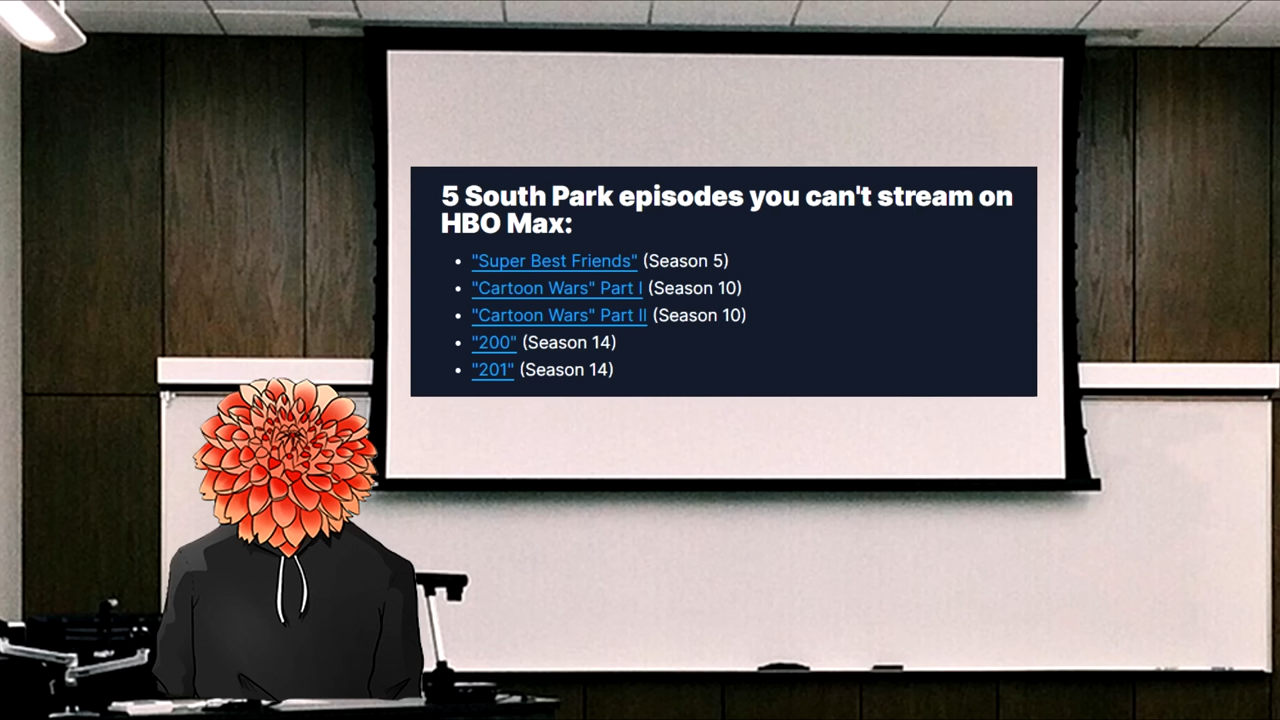 5 South Park episodes you can't stream on
HBO Max:
• "Super Best Friends" (Season 5)
• "Cartoon Wars" Part I (Season 10)
• "Cartoon Wars" Part II (Season 10)
• "200" (Season 14)
• "201" (Season 14)